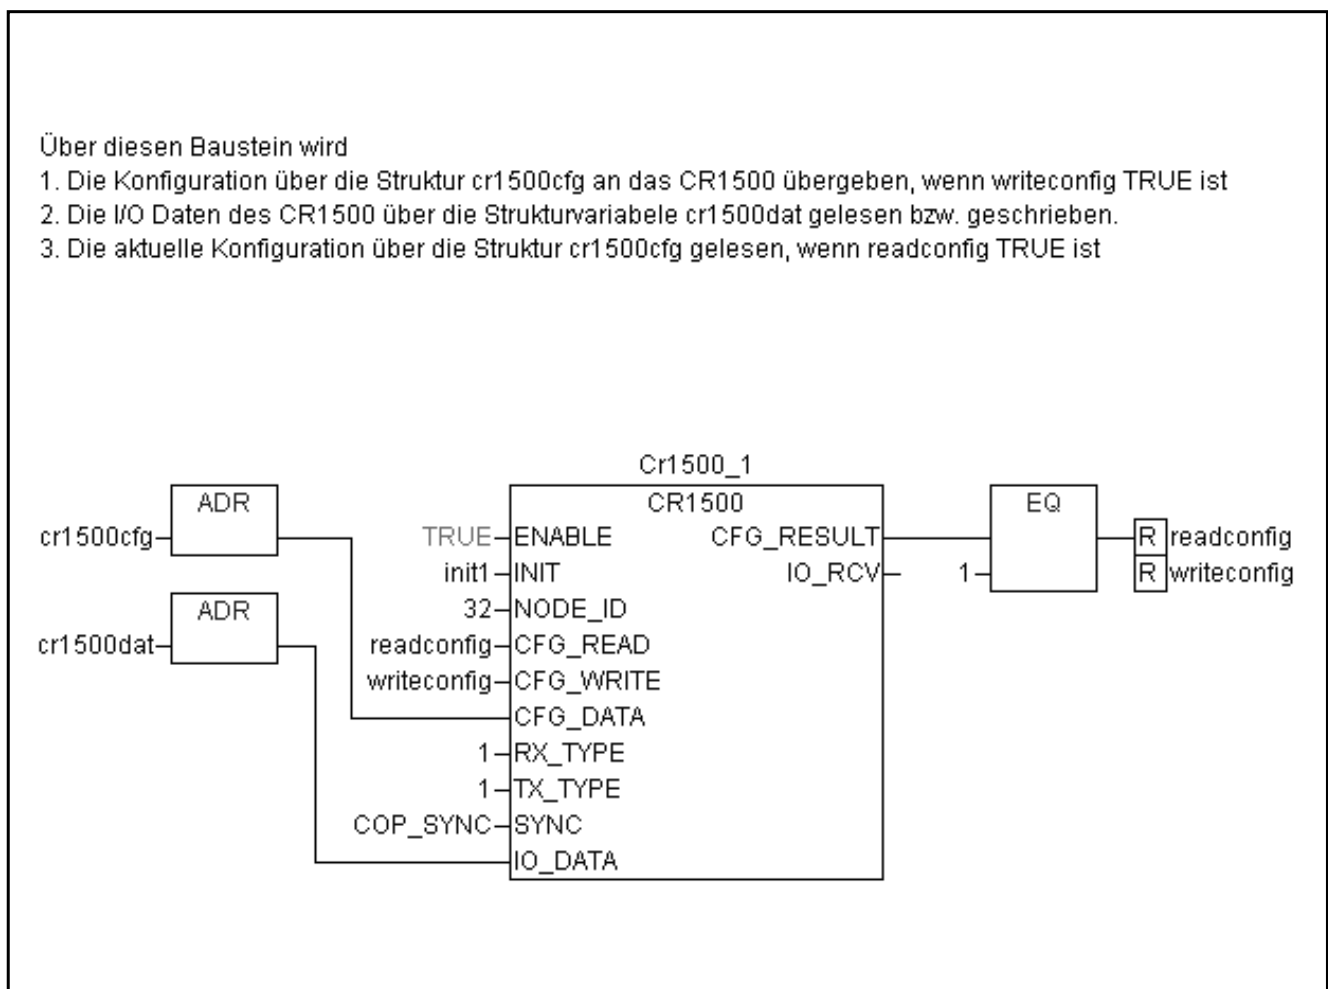 Über diesen Baustein wird
1. Die Konfiguration über die Struktur cr1500cfg an das CR1500 übergeben, wenn writeconfig TRUE ist
2. Die I/O Daten des CR1500 über die Strukturvariabele cr1500dat gelesen bzw. geschrieben.
3. Die aktuelle Konfiguration über die Struktur cr1500cfg gelesen, wenn readconfig TRUE ist
Cr1500_1
ADR CR1500 EQ
cr1500cfg TRUE ENABLE CFG_RESULT R readconfig
init1 INIT IO_RCV 1 R writeconfig
ADR 32 NODE_ID
cr1500dat readconfig CFG_READ
writeconfig CFG_WRITE
CFG_DATA
1 RX_TYPE
1 TX_TYPE
COP_SYNC SYNC
IO_DATA